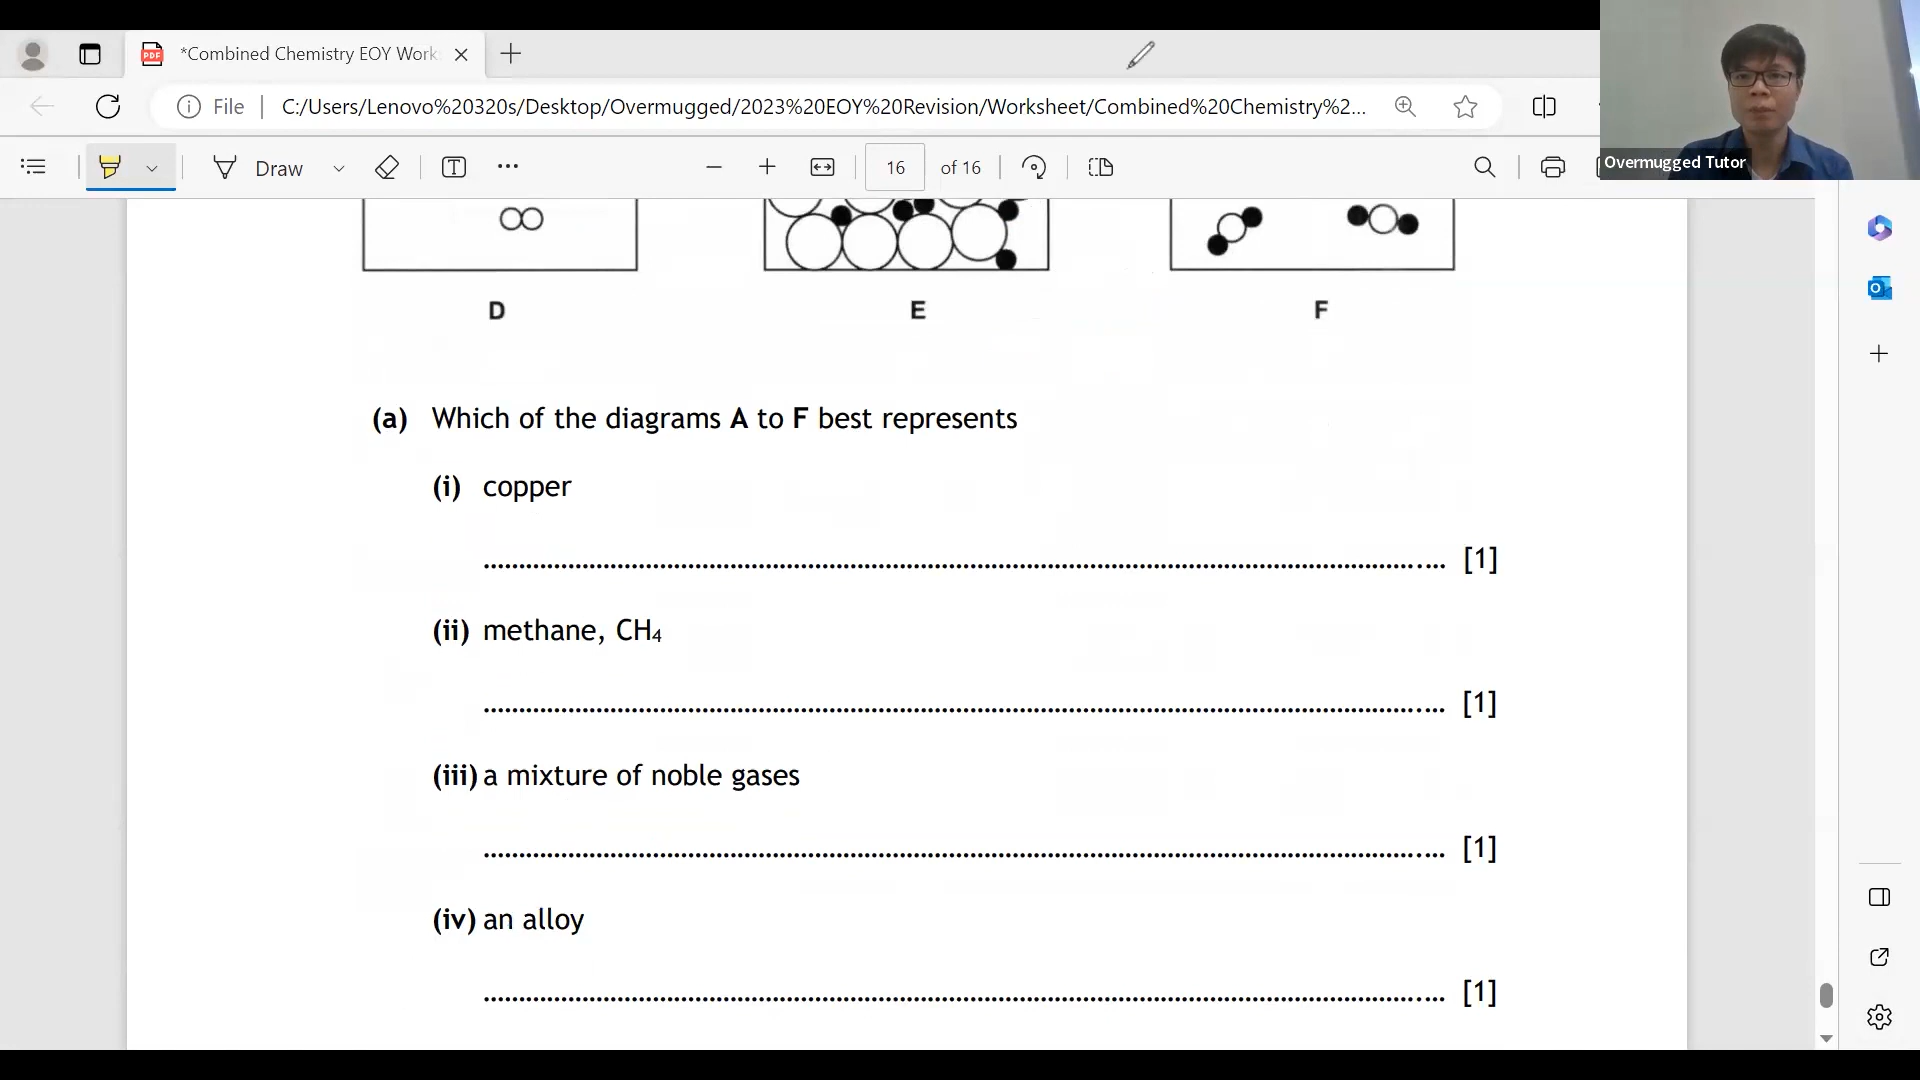 *Combined Chemistry EOY Work
File
C:/Users/Lenovo%20320s/Desktop/Overmugged/2023%20EOY%20Revision/Worksheet/Combined%20Chemistry%2...
Overmugged Tutor
PDF
Draw
16 of 16
D E F
(a) Which of the diagrams A to F best represents
(i) copper
[1]
(ii) methane, CH₄
[1]
(iii) a mixture of noble gases
[1]
(iv) an alloy
[1]